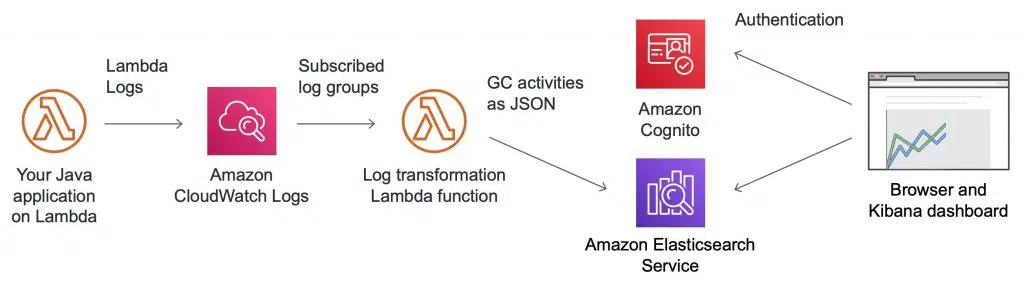 Lambda
Logs
Subscribed
log groups
GC activities
as JSON
Authentication
Your Java
application
on Lambda
Amazon
CloudWatch Logs
Log transformation
Lambda function
Amazon
Cognito
Amazon Elasticsearch
Service
Browser and
Kibana dashboard